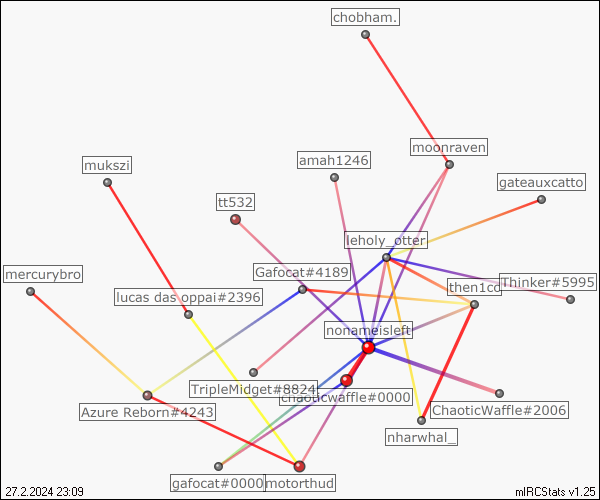 chobham.
moonraven
amah1246
mukszi
gateauxcatto
tt532
leholy_otter
Gafocat#4189
mercurybro
Thinker#5995
then1cd
lucas das oppai#2396
nonameisleft
TripleMidget#8824
chaoticwaffle#0000
Azure Reborn#4243
ChaoticWaffle#2006
nharwhal_
gafocat#0000
motorthud
27.2.2024 23:09
mIRCStats v1.25